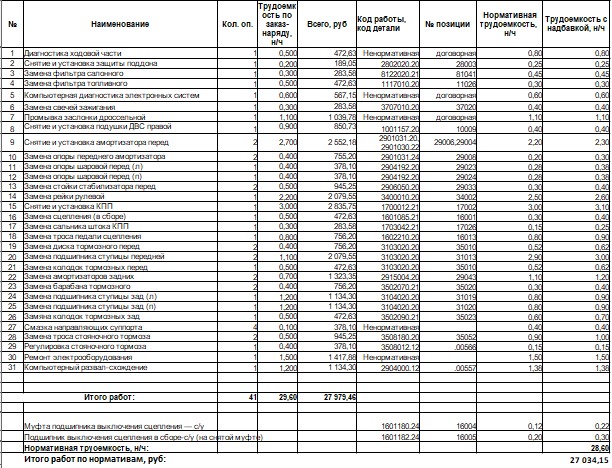 № Наименование Кол. оп. Трудоемк ость по заказ- наряду, н/ч Всего, руб Код работы, код детали № позиции Нормативная трудоемкость, н/ч Трудоемкость с надбавкой, н/ч
1 Диагностика ходовой части 1 0,500 472,63 Ненормативная договорная 0,80 0,80
2 Снятие и установка защиты поддона 1 0,200 189,05 2802020.20 28003 0,25 0,25
3 Замена фильтра салонного 1 0,300 283,58 8122020.21 81041 0,45 0,45
4 Замена фильтра топливного 1 0,500 472,63 1117010.20 11026 0,30 0,30
5 Компьютерная диагностика электронных систем 1 0,600 567,15 Ненормативная договорная 0,60 0,60
6 Замена свечей зажигания 1 0,300 283,58 3707010.20 37020 0,40 0,40
7 Промывка заслонки дроссельной 1 1,100 1 039,78 Ненормативная договорная 0,40 0,40
8 Снятие и установка подушки ДВС правой 1 0,900 850,73 1001157.20 10009 0,40 0,40
9 Снятие и установка амортизатора перед 2 2,700 2 552,18 2901031.20, 2901030.22 29006,29004 2,20 2,30
10 Замена опоры переднего амортизатора 2 0,400 755,20 2901031.24 29008 0,20 0,30
11 Замена опоры шаровой перед (л) 1 0,400 378,10 2904192.20 29023 0,28 0,38
12 Замена опоры шаровой перед (п) 1 0,400 378,10 2904192.20 29024 0,28 0,38
13 Замена стойки стабилизатора перед 2 0,500 945,25 2906050.20 29033 0,30 0,40
14 Замена рейки рулевой 1 2,200 2 079,55 3400010.20 34002 2,50 2,60
15 Снятие и установка КПП 1 3,000 2 835,75 1700012.21 17002 3,00 3,10
16 Замена сцепления (в сборе) 1 0,500 472,63 1601085.21 16001 0,30 0,40
17 Замена сальника штока КПП 1 0,300 283,58 1703042.21 17026 0,15 0,25
18 Замена троса педали сцепления 1 0,800 756,20 1602210.20 16013 0,80 0,90
19 Замена диска тормозного перед 2 0,400 756,20 3103020.20 35010 0,52 0,62
20 Замена подшипника ступицы передней 2 1,100 2 079,55 3103020.20 31013 2,90 3,00
21 Замена колодок тормозных перед 1 0,500 472,63 3103020.20 35010 0,52 0,62
22 Замена амортизаторов задних 2 0,700 1 323,35 2915004.20 29043 1,10 1,20
23 Замена барабана тормозного 2 0,400 756,20 3502070.21 35020 0,30 0,30
24 Замена подшипника ступицы зад (л) 1 1,200 1 134,30 3104020.20 31019 0,80 0,90
25 Замена подшипника ступицы зад (п) 1 1,200 1 134,30 3104020.20 31020 0,80 0,90
26 Замяна колодок тормозных зад 1 0,500 472,63 3502090.21 35023 0,60 0,70
27 Смазка направляющих суппорта 4 0,100 378,10 Ненормативная 0,40 0,40
28 Замена троса стояночного тормоза 2 0,500 945,25 3508180.20 35052 0,90 1,00
29 Регулировка стояночного тормоза 1 0,400 378,10 3508012.12 .00566 0,15 0,15
30 Ремонт электрооборудования 1 1,500 1 417,88 Ненормативная 1,50 1,50
31 Компьютерный развал-схождение 1 1,200 1 134,30 2904000.12 .00557 1,38 1,38
Итого работ: 41 29,60 27 979,46
Муфта подшипника выключения сцепления — с/у 1601180.24 16004 0,12 0,22
Подшипник выключения сцепления в сборе-с/у (на снятой муфте) 1601182.24 16005 0,20 0,30
Нормативная труоемкость, н/ч: 28,60
Итого работ по нормативам, руб: 27 034,15